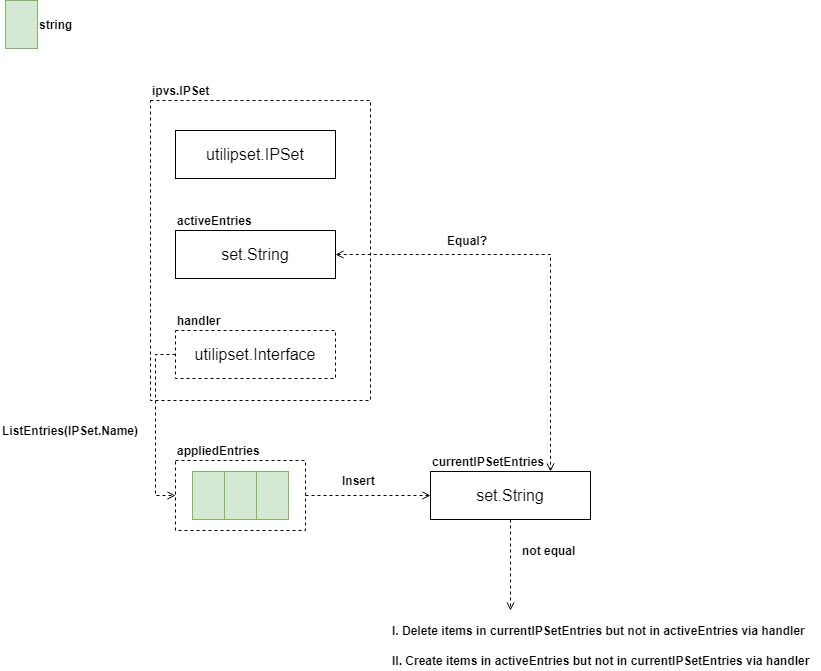 string
ipvs.IPSet
utilipset.IPSet
activeEntries
set.String
Equal?
handler
utilipset.Interface
ListEntries(IPSet.Name)
appliedEntries
currentIPSetEntries
Insert
set.String
not equal
I. Delete items in currentIPSetEntries but not in activeEntries via handler
II. Create items in activeEntries but not in currentIPSetEntries via handler